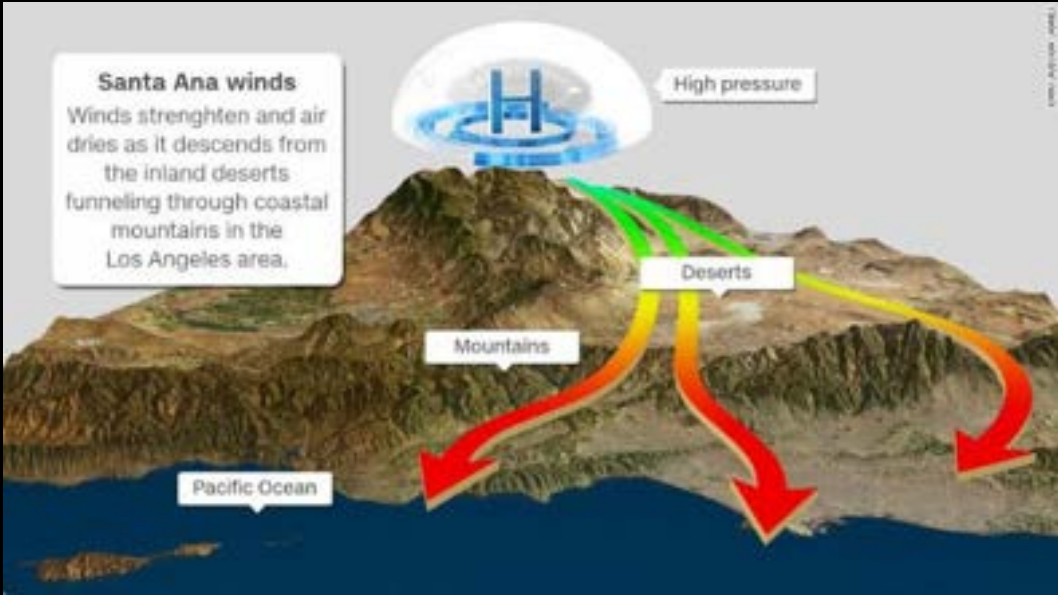 Santa Ana winds
Winds strenghten and air
dries as it descends from
the inland deserts
funneling through coastal
mountains in the
Los Angeles area.
H
High pressure
Deserts
Mountains
Pacific Ocean